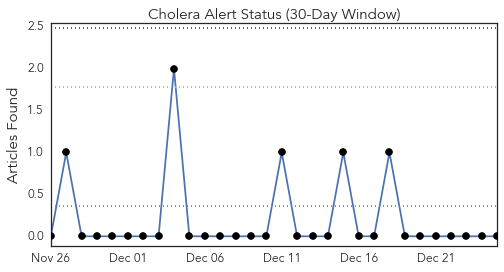 Cholera Alert Status (30-Day Window)
Articles Found
2.5
2.0
1.5
1.0
0.5
0.0
Nov 26 Dec 01 Dec 06 Dec 11 Dec 16 Dec 21